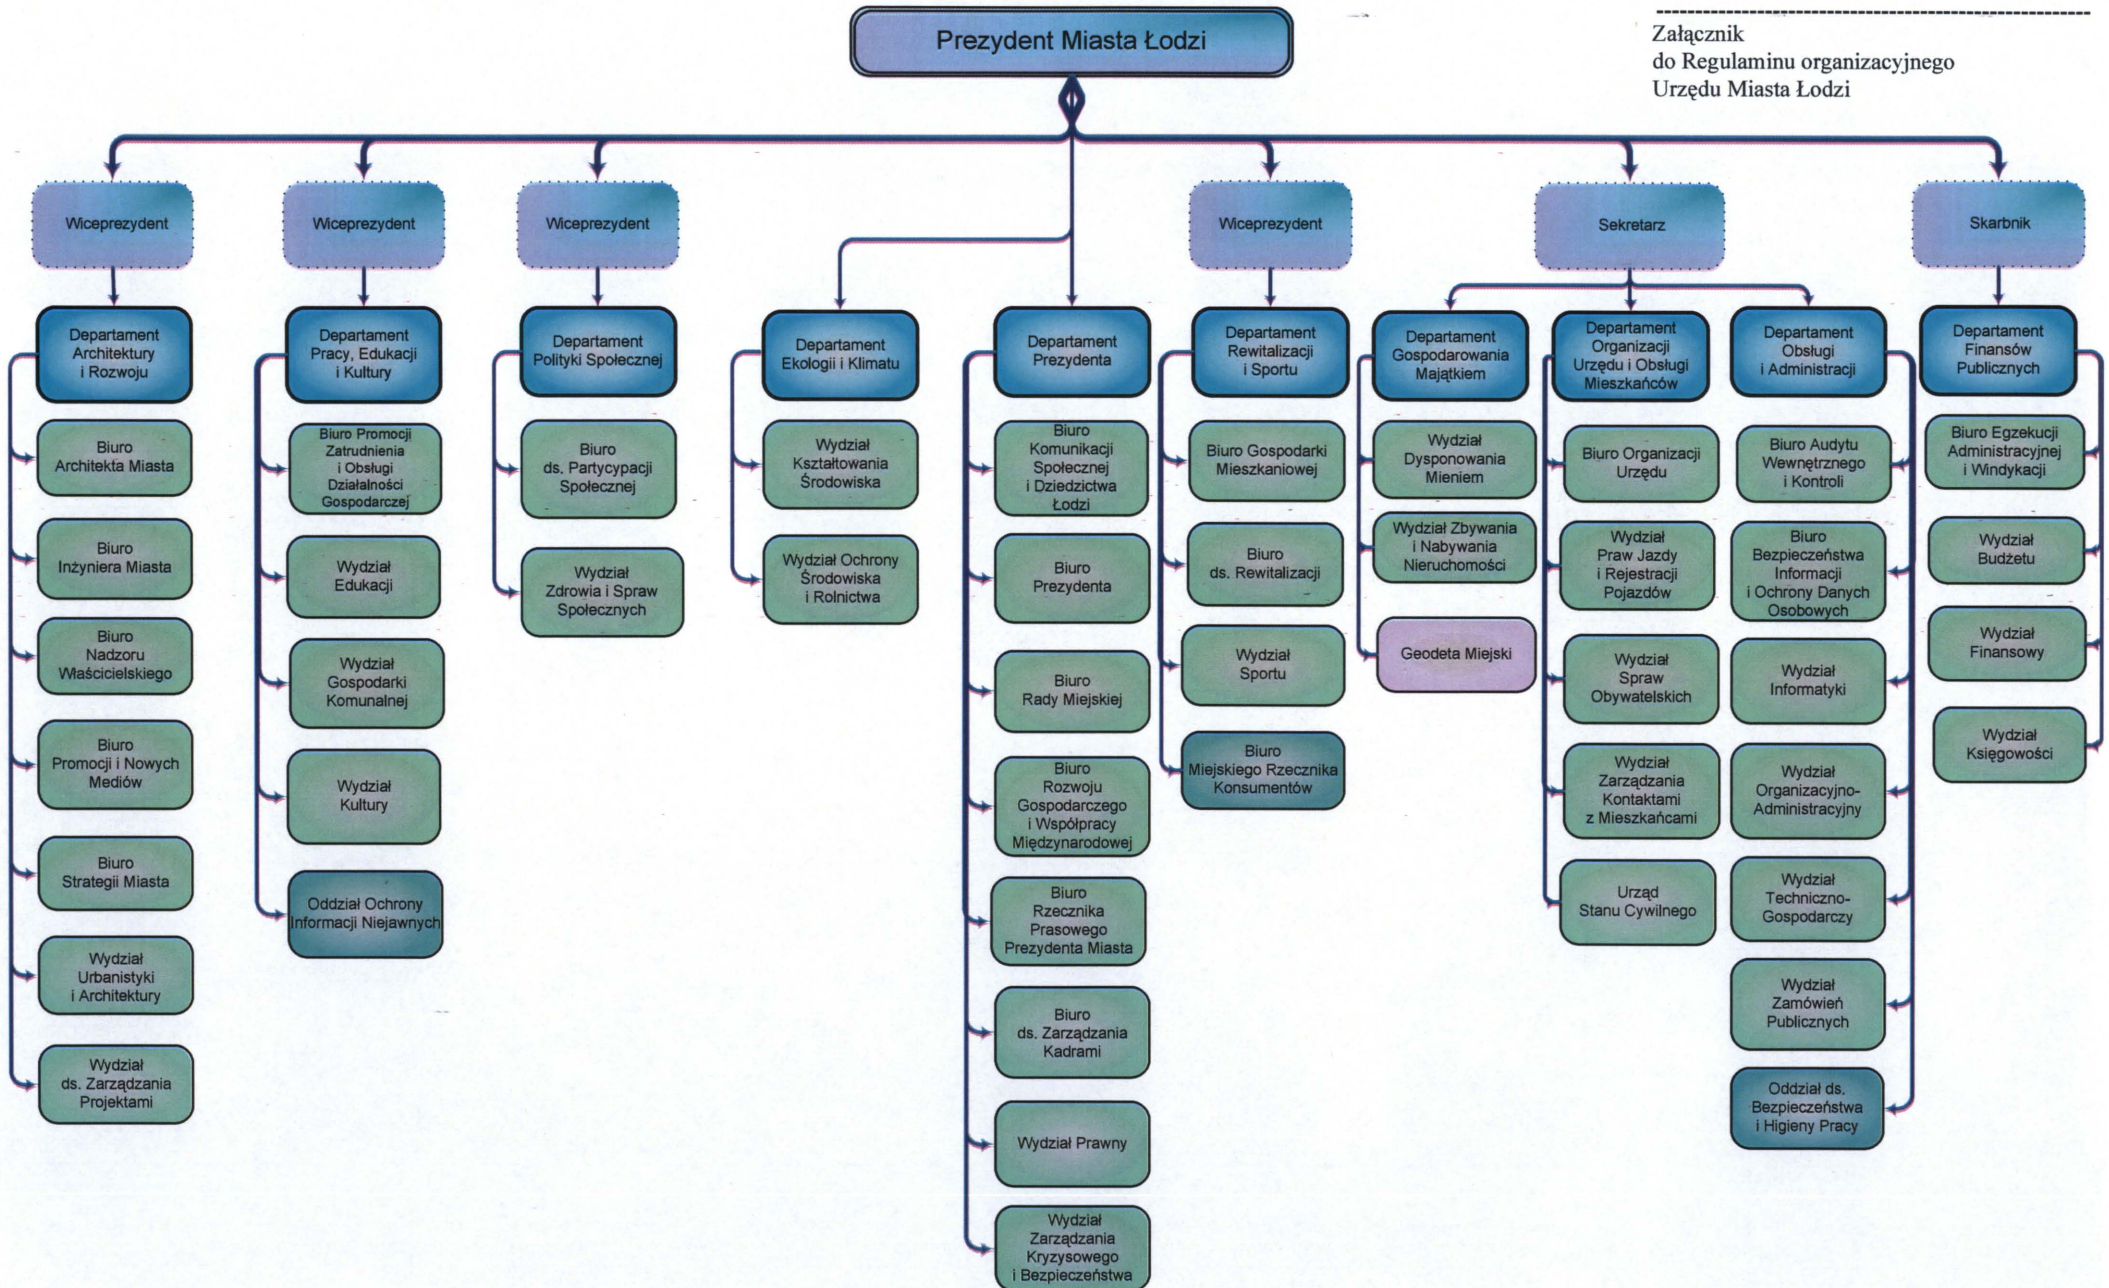 Prezydent Miasta Łodzi
Załącznik
do Regulaminu organizacyjnego
Urzędu Miasta Łodzi
Wiceprezydent
Wiceprezydent
Wiceprezydent
Wiceprezydent
Sekretarz
Skarbnik
Departament
Architektury
i Rozwoju
Biuro
Architekta Miasta
Biuro
Inżyniera Miasta
Biuro
Nadzoru
Właścicielskiego
Biuro
Promocji i Nowych
Mediów
Biuro
Strategii Miasta
Wydział
Urbanistyki
i Architektury
Wydział
ds. Zarządzania
Projektami
Departament
Pracy, Edukacji
i Kultury
Biuro Promocji
Zatrudnienia
i Obsługi
Działalności
Gospodarczej
Wydział
Edukacji
Wydział
Gospodarki
Komunalnej
Wydział
Kultury
Oddział Ochrony
Informacji Niejawnych
Departament
Polityki Społecznej
Biuro
ds. Partycypacji
Społecznej
Wydział
Zdrowia i Spraw
Społecznych
Departament
Ekologii i Klimatu
Wydział
Kształtowania
Środowiska
Wydział Ochrony
Środowiska
i Rolnictwa
Departament
Prezydenta
Biuro
Komunikacji
Społecznej
i Dziedzictwa
Łodzi
Biuro
Prezydenta
Biuro
Rady Miejskiej
Biuro
Rozwoju
Gospodarczego
i Współpracy
Międzynarodowej
Biuro
Rzecznika
Prasowego
Prezydenta Miasta
Biuro
ds. Zarządzania
Kadrami
Wydział Prawny
Wydział
Zarządzania
Kryzysowego
i Bezpieczeństwa
Departament
Rewitalizacji
i Sportu
Biuro Gospodarki
Mieszkaniowej
Biuro
ds. Rewitalizacji
Wydział
Sportu
Biuro
Miejskiego Rzecznika
Konsumentów
Departament
Gospodarowania
Majątkiem
Wydział
Dysponowania
Mieniem
Wydział Zbywania
i Nabywania
Nieruchomości
Geodeta Miejski
Departament
Organizacji
Urzędu i Obsługi
Mieszkańców
Biuro Organizacji
Urzędu
Wydział
Praw Jazdy
i Rejestracji
Pojazdów
Wydział
Spraw
Obywatelskich
Wydział
Zarządzania
Kontaktami
z Mieszkańcami
Urząd
Stanu Cywilnego
Departament
Obsługi
i Administracji
Biuro Audytu
Wewnętrznego
i Kontroli
Biuro
Bezpieczeństwa
Informacji
i Ochrony Danych
Osobowych
Wydział
Informatyki
Wydział
Organizacyjno-
Administracyjny
Wydział
Techniczno-
Gospodarczy
Wydział
Zamówień
Publicznych
Oddział ds.
Bezpieczeństwa
i Higieny Pracy
Departament
Finansów
Publicznych
Biuro Egzekucji
Administracyjnej
i Windykacji
Wydział
Budżetu
Wydział
Finansowy
Wydział
Księgowości